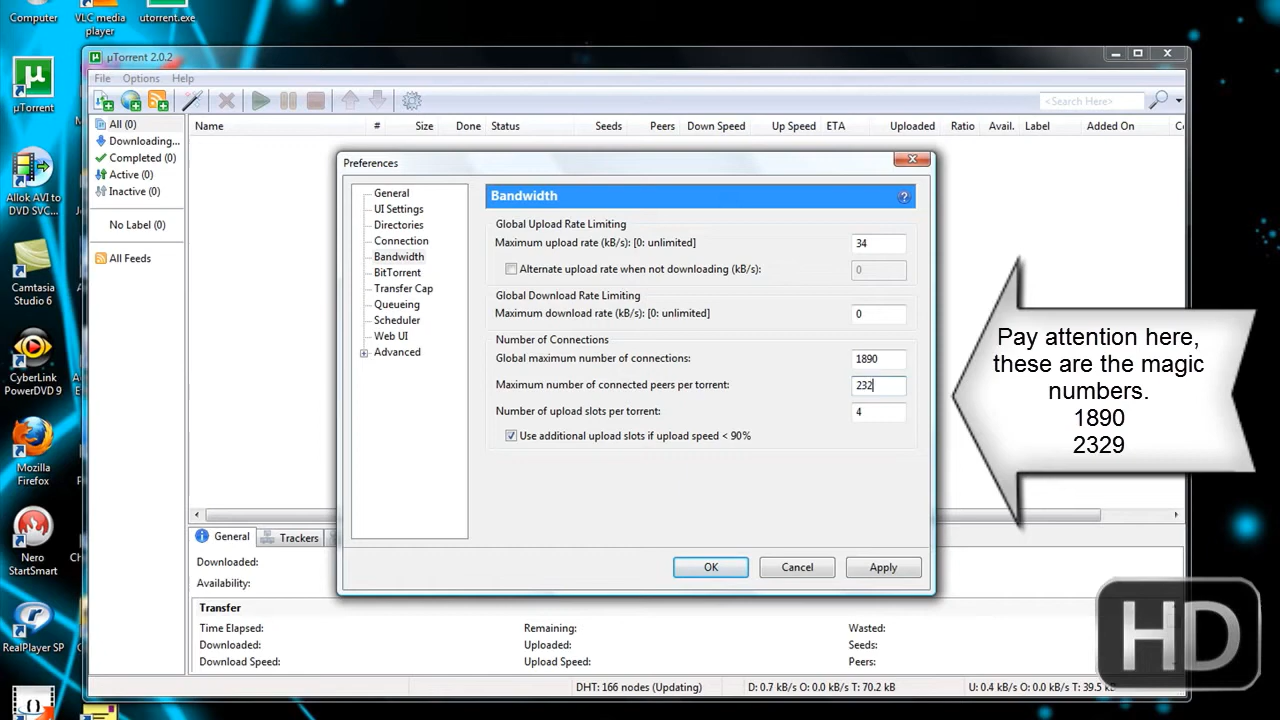 Computer
VLC media
player
utorrent.exe
µTorrent
Allok AVI to
DVD SVC...
Camtasia
Studio 6
CyberLink
PowerDVD 9
Mozilla
Firefox
Nero
StartSmart
RealPlayer SP
µTorrent 2.0.2
File Options Help
<Search Here>
All (0)
Downloading...
Completed (0)
Active (0)
Inactive (0)
No Label (0)
All Feeds
Name # Size Done Status Seeds Peers Down Speed Up Speed ETA Uploaded Ratio Avail. Label Added On
Preferences
General
UI Settings
Directories
Connection
Bandwidth
BitTorrent
Transfer Cap
Queueing
Scheduler
Web UI
Advanced
Bandwidth
Global Upload Rate Limiting
Maximum upload rate (kB/s): [0: unlimited] 34
Alternate upload rate when not downloading (kB/s): 0
Global Download Rate Limiting
Maximum download rate (kB/s): [0: unlimited] 0
Number of Connections
Global maximum number of connections: 1890
Maximum number of connected peers per torrent: 232
Number of upload slots per torrent: 4
Use additional upload slots if upload speed < 90%
OK Cancel Apply
Pay attention here,
these are the magic
numbers.
1890
2329
General Trackers
Downloaded:
Availability:
Transfer
Time Elapsed: Remaining: Wasted:
Downloaded: Uploaded: Seeds:
Download Speed: Upload Speed: Peers:
DHT: 166 nodes (Updating) D: 0.7 kB/s O: 0.0 kB/s T: 70.2 kB U: 0.4 kB/s O: 0.0 kB/s T: 39.5 kB
HD